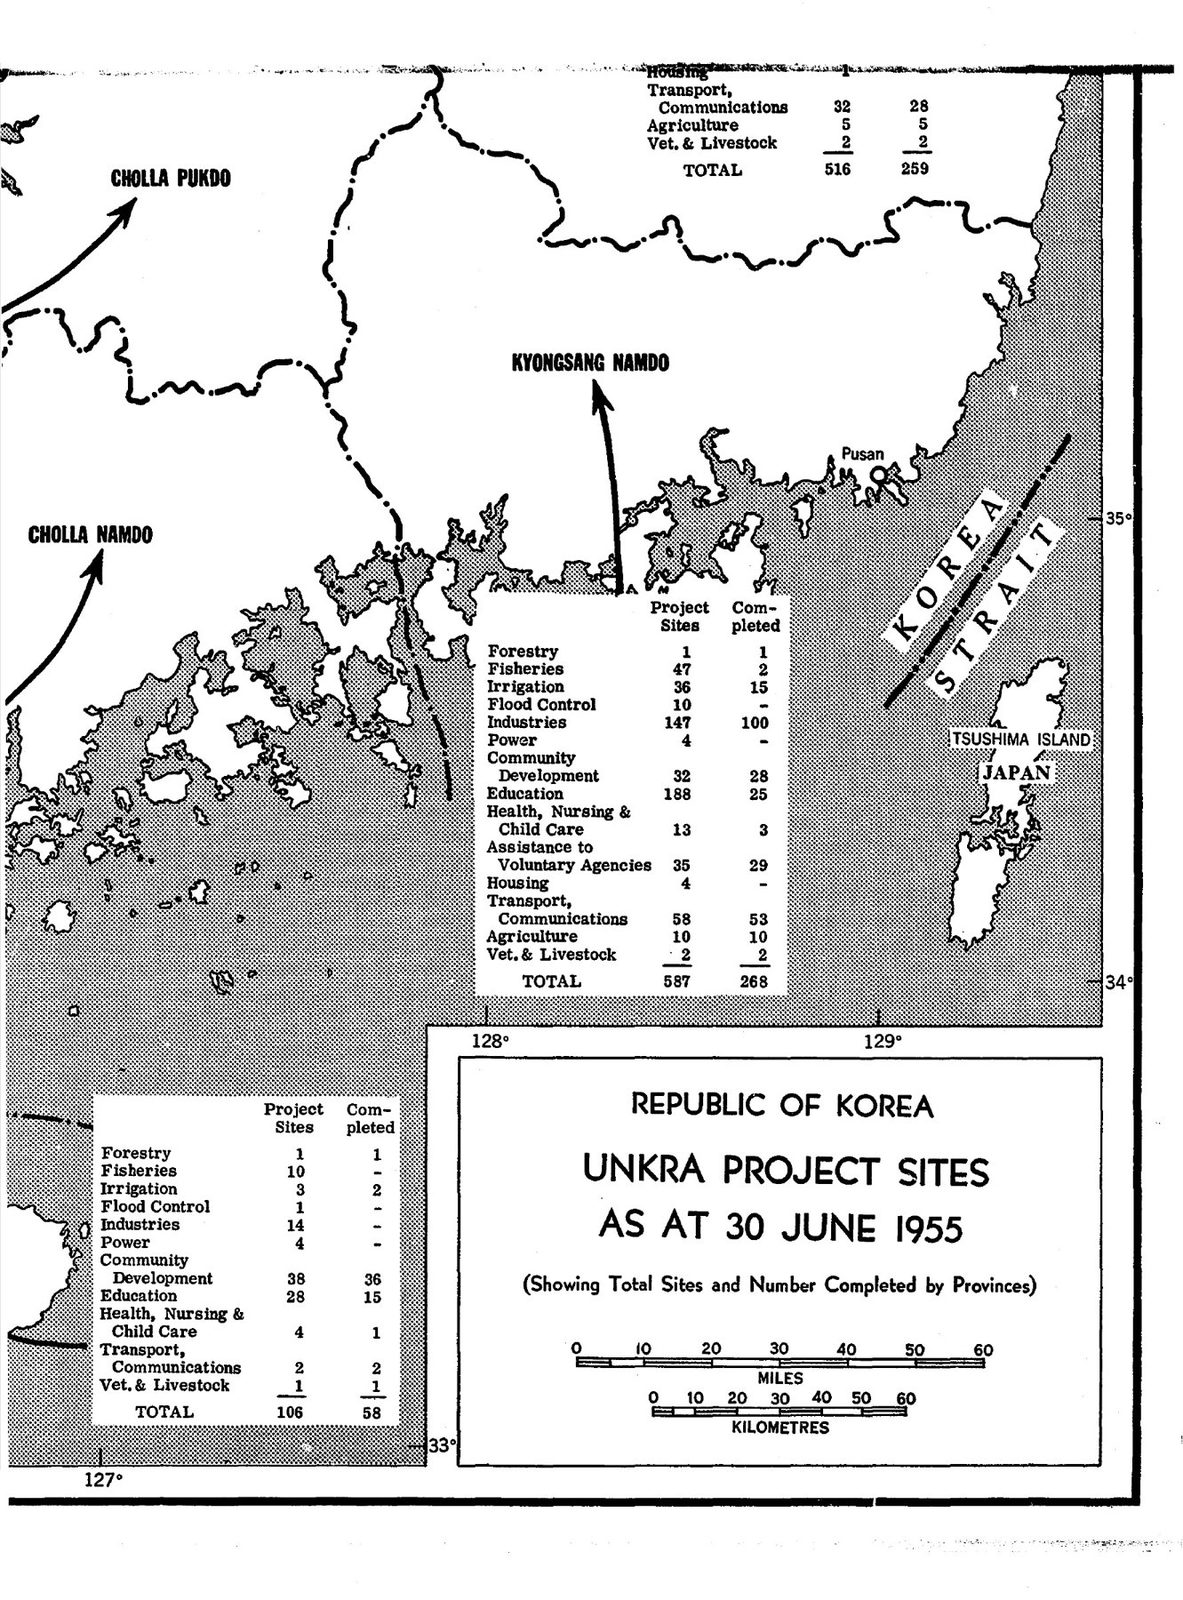 Housing 1
Transport,
Communications 32 28
Agriculture 5 5
Vet. & Livestock 2 2
TOTAL 516 259
CHOLLA PUKDO
KYONGSANG NAMDO
Pusan
CHOLLA NAMDO
35°
KOREA
STRAIT
Project Com-
Sites pleted
Forestry 1 1
Fisheries 47 2
Irrigation 36 15
Flood Control 10 -
Industries 147 100
Power 4 -
Community
Development 32 28
Education 188 25
Health, Nursing &
Child Care 13 3
Assistance to
Voluntary Agencies 35 29
Housing 4 -
Transport,
Communications 58 53
Agriculture 10 10
Vet. & Livestock 2 2
TOTAL 587 268
TSUSHIMA ISLAND
JAPAN
34°
128° 129°
Project Com-
Sites pleted
Forestry 1 1
Fisheries 10 -
Irrigation 3 2
Flood Control 1 -
Industries 14 -
Power 4 -
Community
Development 38 36
Education 28 15
Health, Nursing &
Child Care 4 1
Transport,
Communications 2 2
Vet. & Livestock 1 1
TOTAL 106 58
33°
127°
REPUBLIC OF KOREA
UNKRA PROJECT SITES
AS AT 30 JUNE 1955
(Showing Total Sites and Number Completed by Provinces)
0 10 20 30 40 50 60
MILES
0 10 20 30 40 50 60
KILOMETRES